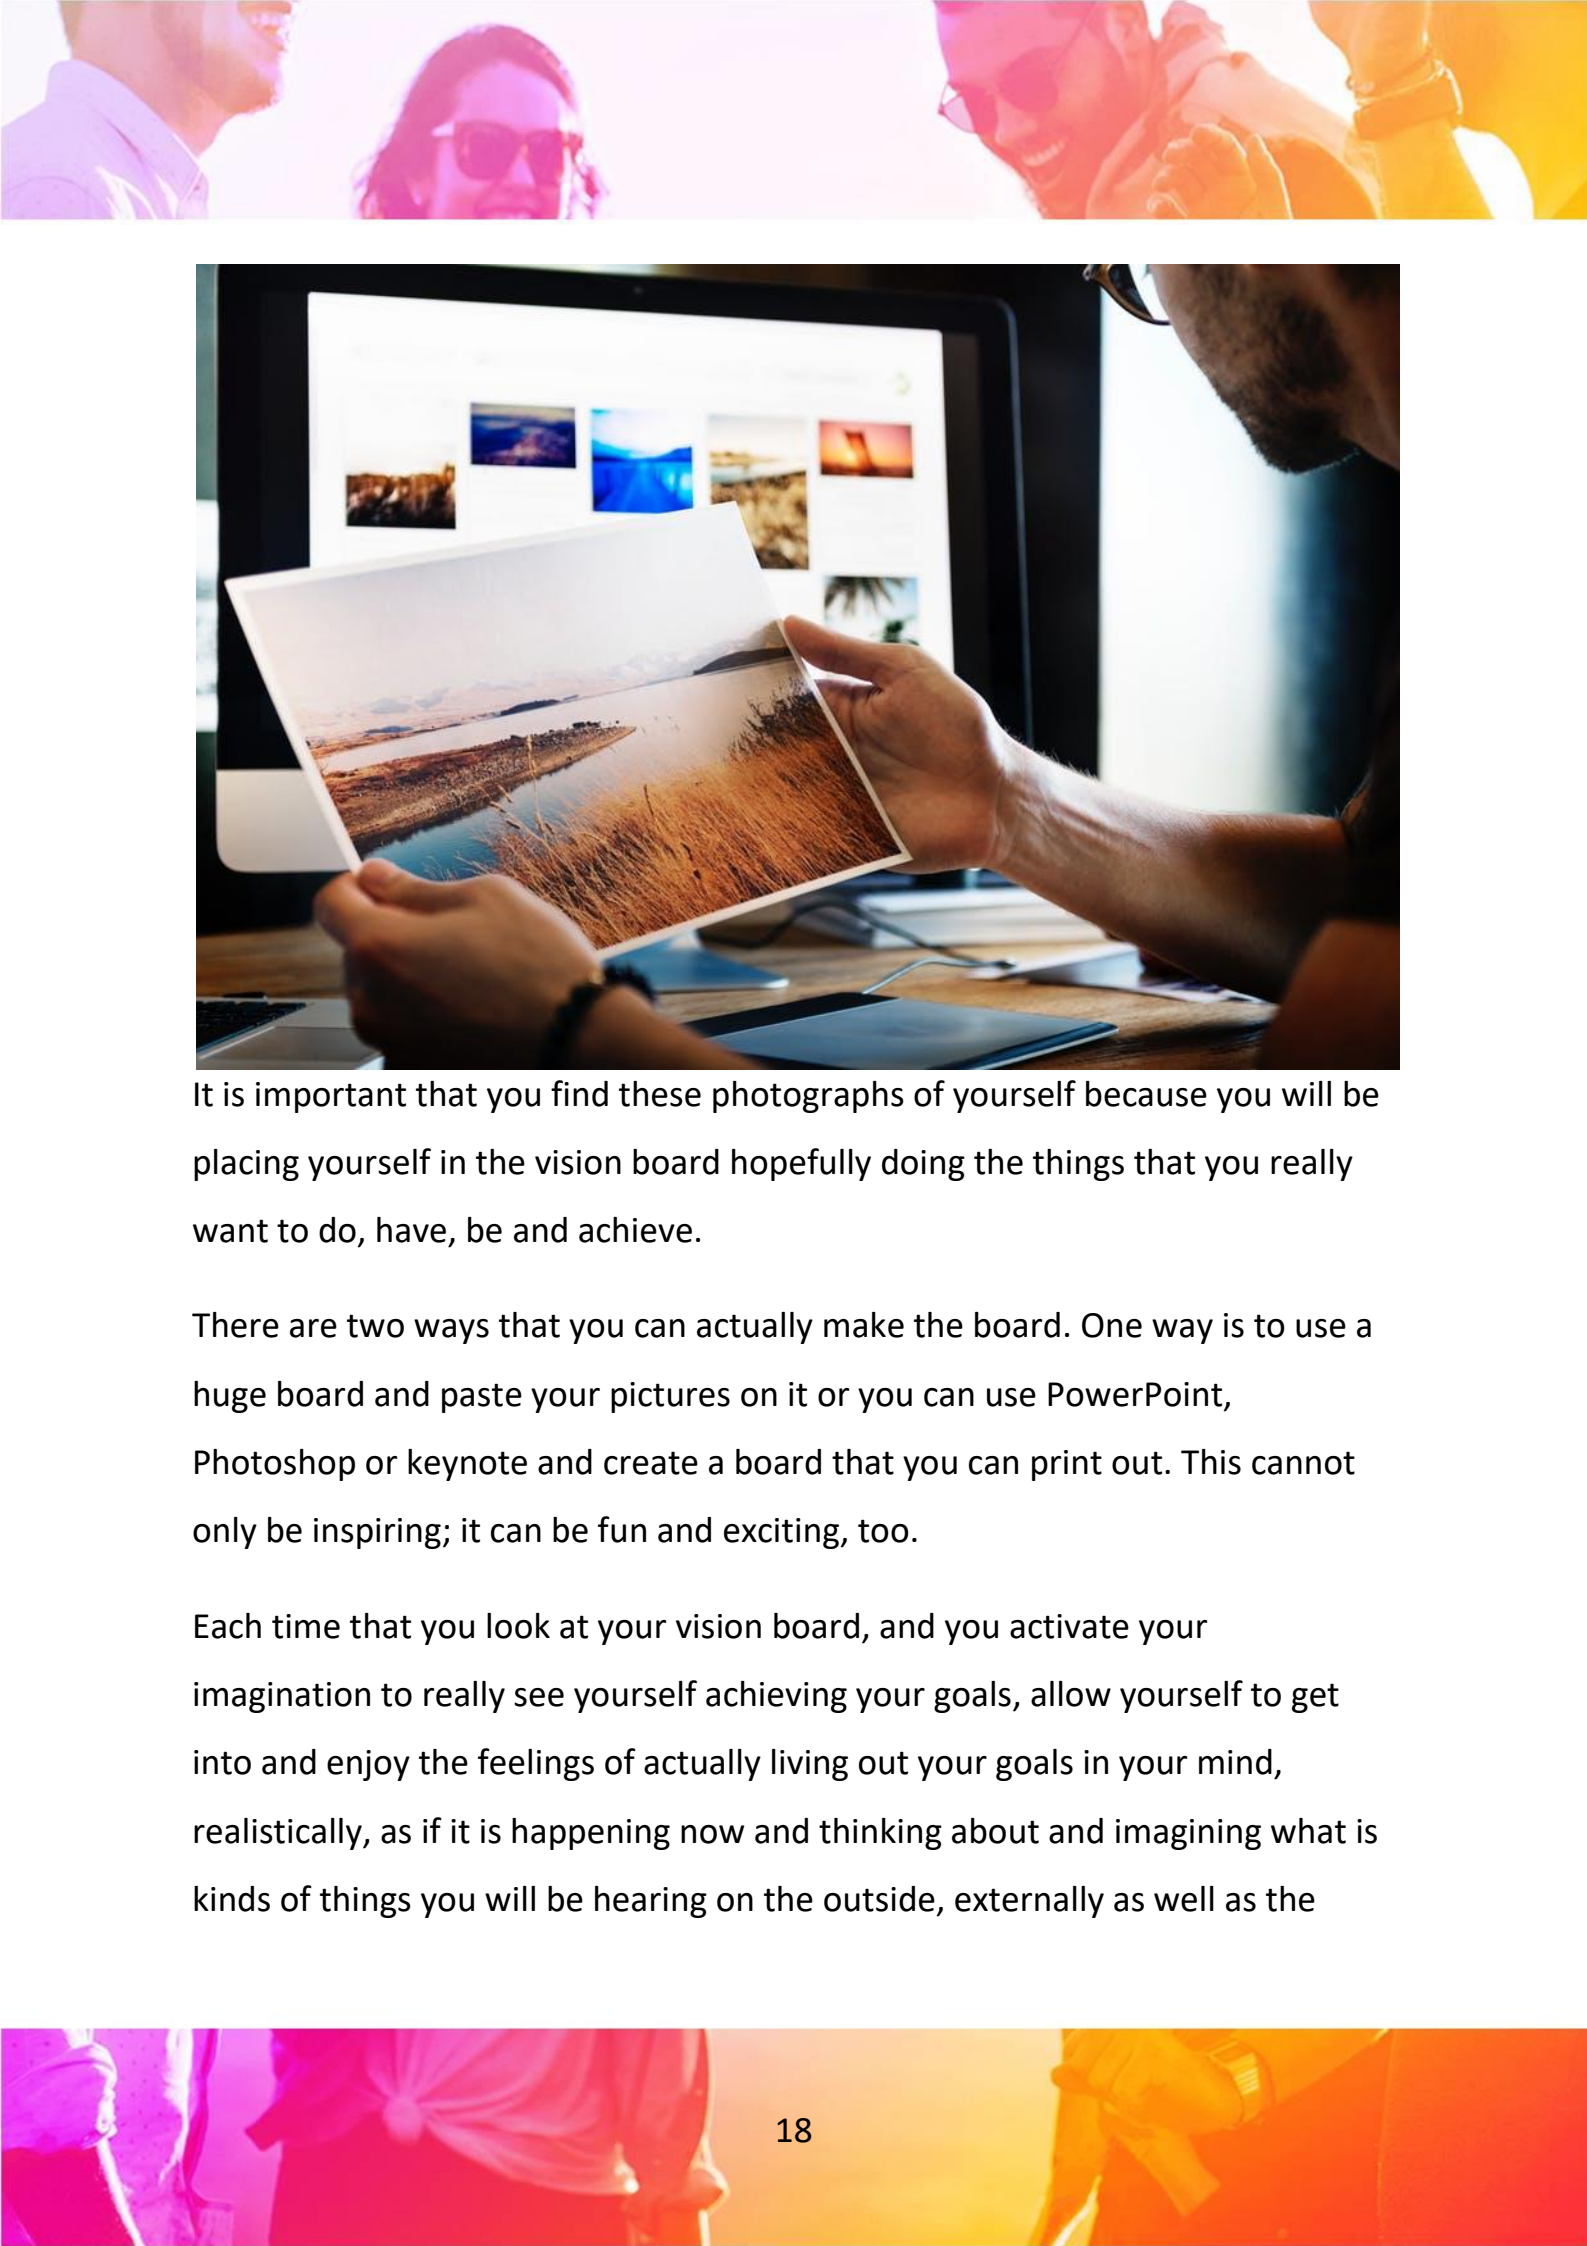 It is important that you find these photographs of yourself because you will be
placing yourself in the vision board hopefully doing the things that you really
want to do, have, be and achieve.
There are two ways that you can actually make the board. One way is to use a
huge board and paste your pictures on it or you can use PowerPoint,
Photoshop or keynote and create a board that you can print out. This cannot
only be inspiring; it can be fun and exciting, too.
Each time that you look at your vision board, and you activate your
imagination to really see yourself achieving your goals, allow yourself to get
into and enjoy the feelings of actually living out your goals in your mind,
realistically, as if it is happening now and thinking about and imagining what is
kinds of things you will be hearing on the outside, externally as well as the
18